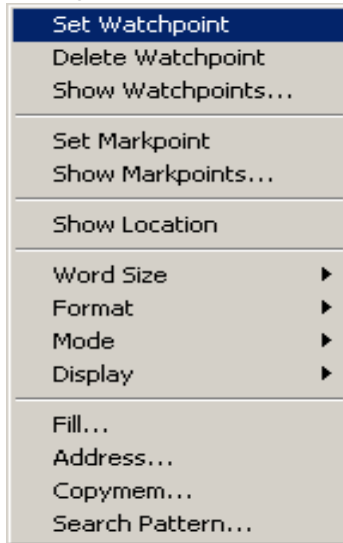 Set Watchpoint
Delete Watchpoint
Show Watchpoints...
Set Markpoint
Show Markpoints...
Show Location
Word Size
Format
Mode
Display
Fill...
Address...
Copymem...
Search Pattern...